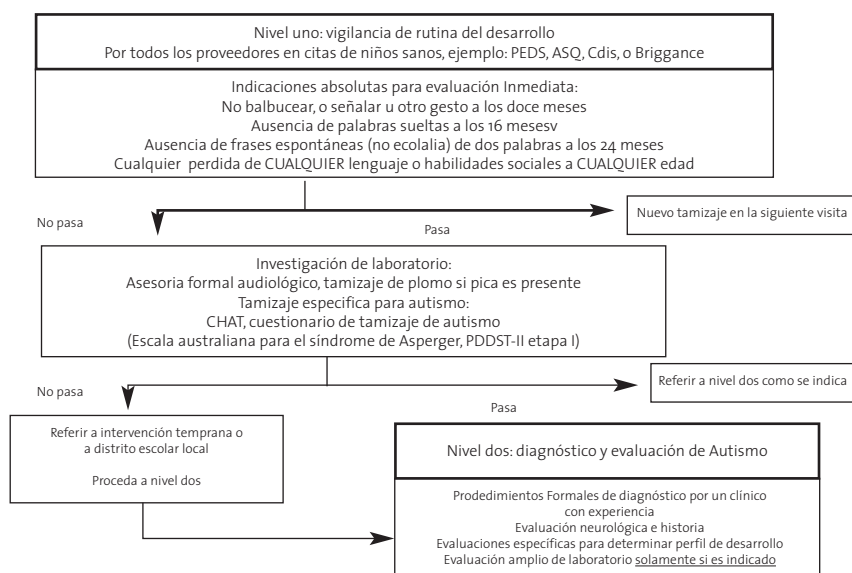 Nivel uno: vigilancia de rutina del desarrollo
Por todos los proveedores en citas de niños sanos, ejemplo: PEDS, ASQ, Cdis, o Briggance
Indicaciones absolutas para evaluación Inmediata:
No balbucear, o señalar u otro gesto a los doce meses
Ausencia de palabras sueltas a los 16 mesesv
Ausencia de frases espontáneas (no ecolalia) de dos palabras a los 24 meses
Cualquier perdida de CUALQUIER lenguaje o habilidades sociales a CUALQUIER edad
No pasa
Pasa
Nuevo tamizaje en la siguiente visita
Investigación de laboratorio:
Asesoria formal audiológico, tamizaje de plomo si pica es presente
Tamizaje especifica para autismo:
CHAT, cuestionario de tamizaje de autismo
(Escala australiana para el síndrome de Asperger, PDDST-II etapa I)
No pasa
Pasa
Referir a nivel dos como se indica
Referir a intervención temprana o
a distrito escolar local
Proceda a nivel dos
Nivel dos: diagnóstico y evaluación de Autismo
Prodedimientos Formales de diagnóstico por un clínico
con experiencia
Evaluación neurológica e historia
Evaluaciones específicas para determinar perfil de desarrollo
Evaluación amplio de laboratorio solamente si es indicado